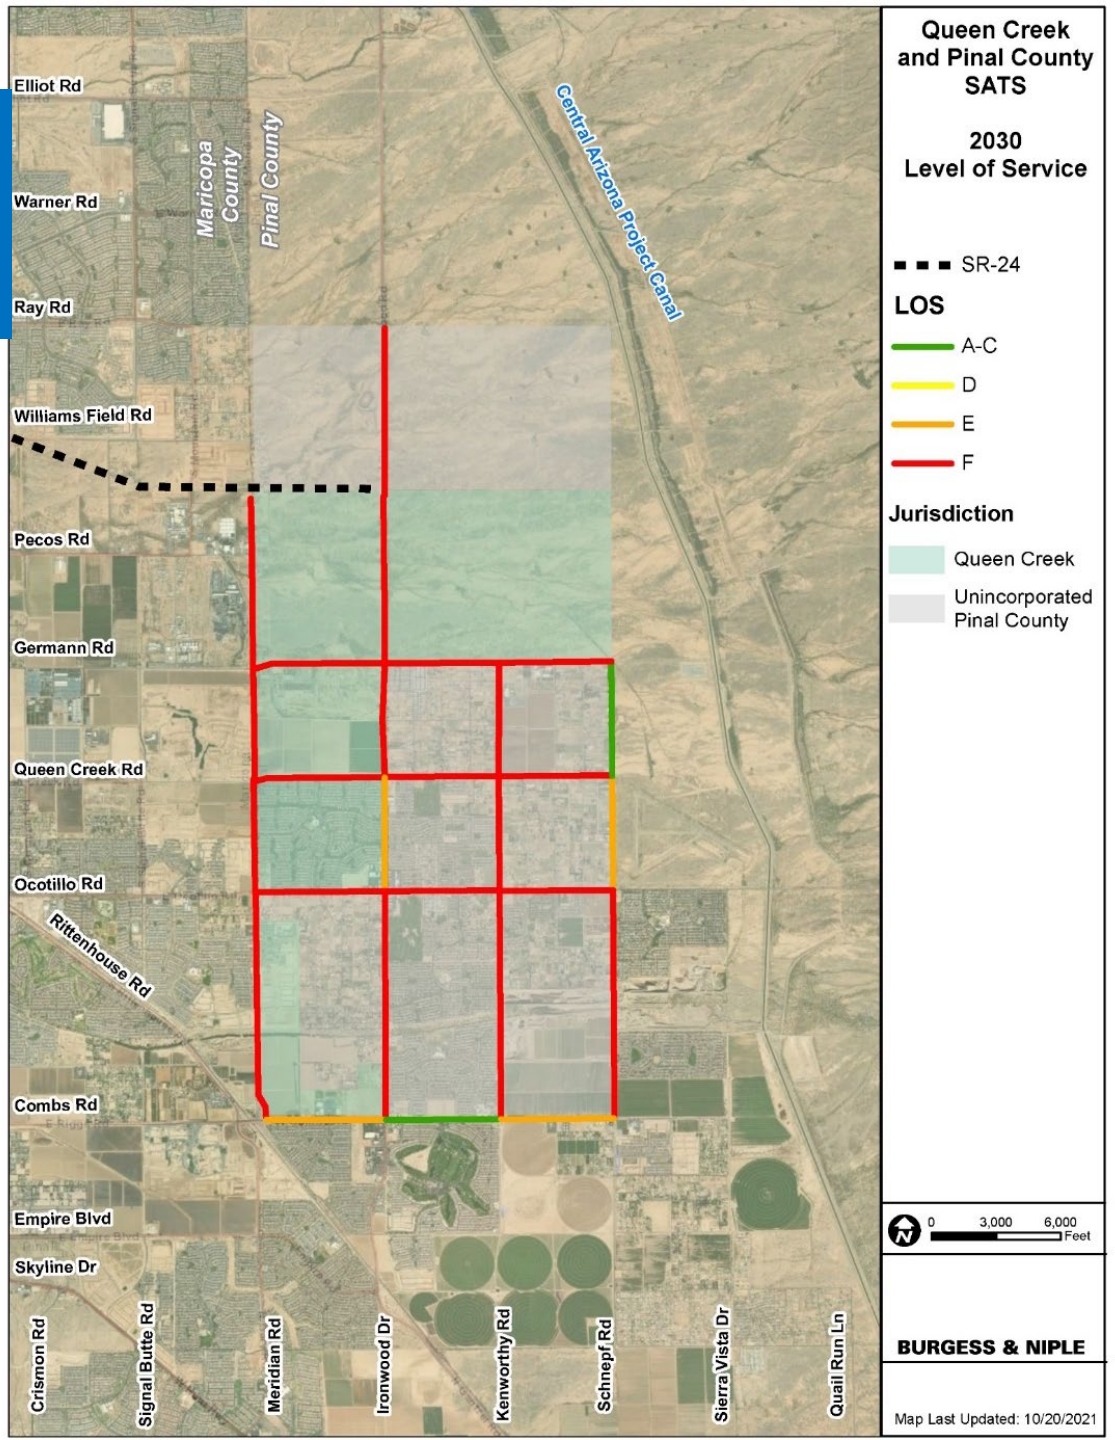 Queen Creek
and Pinal County
SATS
2030
Level of Service
SR-24
LOS
A-C
D
E
F
Jurisdiction
Queen Creek
Unincorporated
Pinal County
Elliot Rd
Warner Rd
Ray Rd
Williams Field Rd
Pecos Rd
Germann Rd
Queen Creek Rd
Ocotillo Rd
Rittenhouse Rd
Combs Rd
Empire Blvd
Skyline Dr
Maricopa
County
Pinal County
Central Arizona Project Canal
Crismon Rd
Signal Butte Rd
Meridian Rd
Ironwood Dr
Kenworthy Rd
Schnepf Rd
Sierra Vista Dr
Quail Run Ln
N
0 3,000 6,000
Feet
BURGESS & NIPLE
Map Last Updated: 10/20/2021